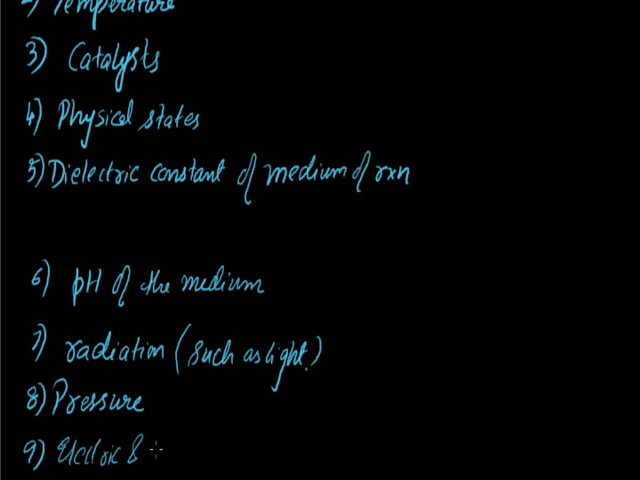 2) Temperature
3) Catalysts
4) Physical states
5) Dielectric constant of medium of rxn
6) pH of the medium
7) radiation (such as light.)
8) Pressure
9) Electric &